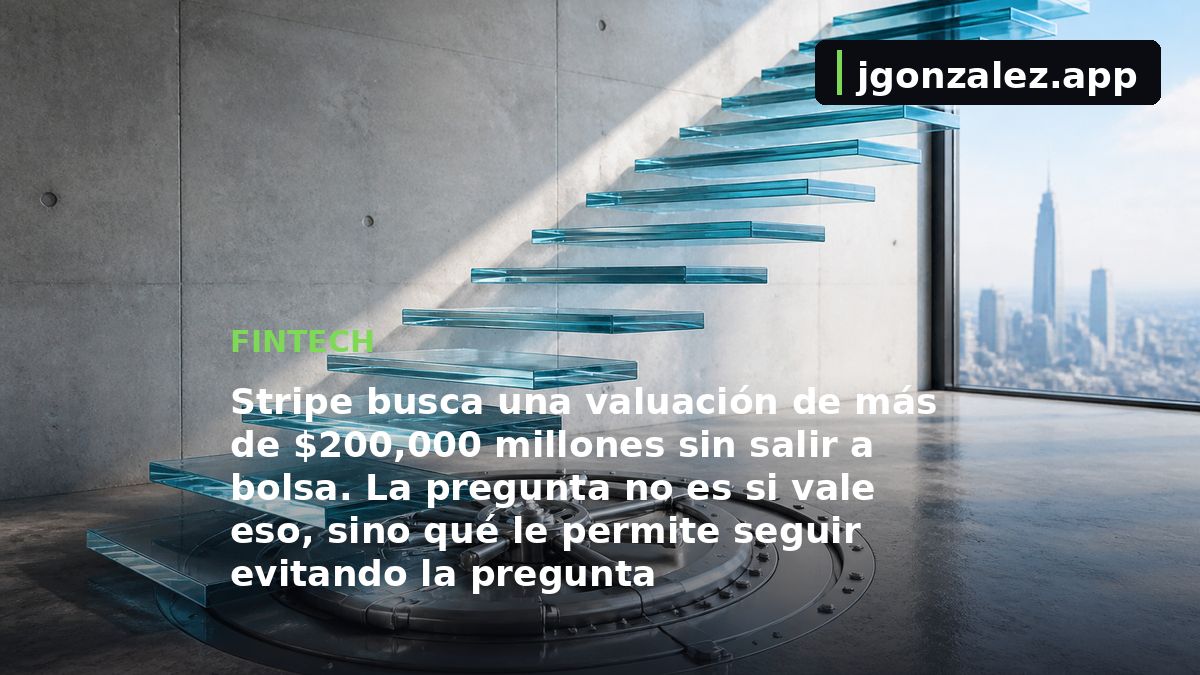 jgonzalez.app
FINTECH
Stripe busca una valuación de más
de $200,000 millones sin salir a
bolsa. La pregunta no es si vale
eso, sino qué le permite seguir
evitando la pregunta